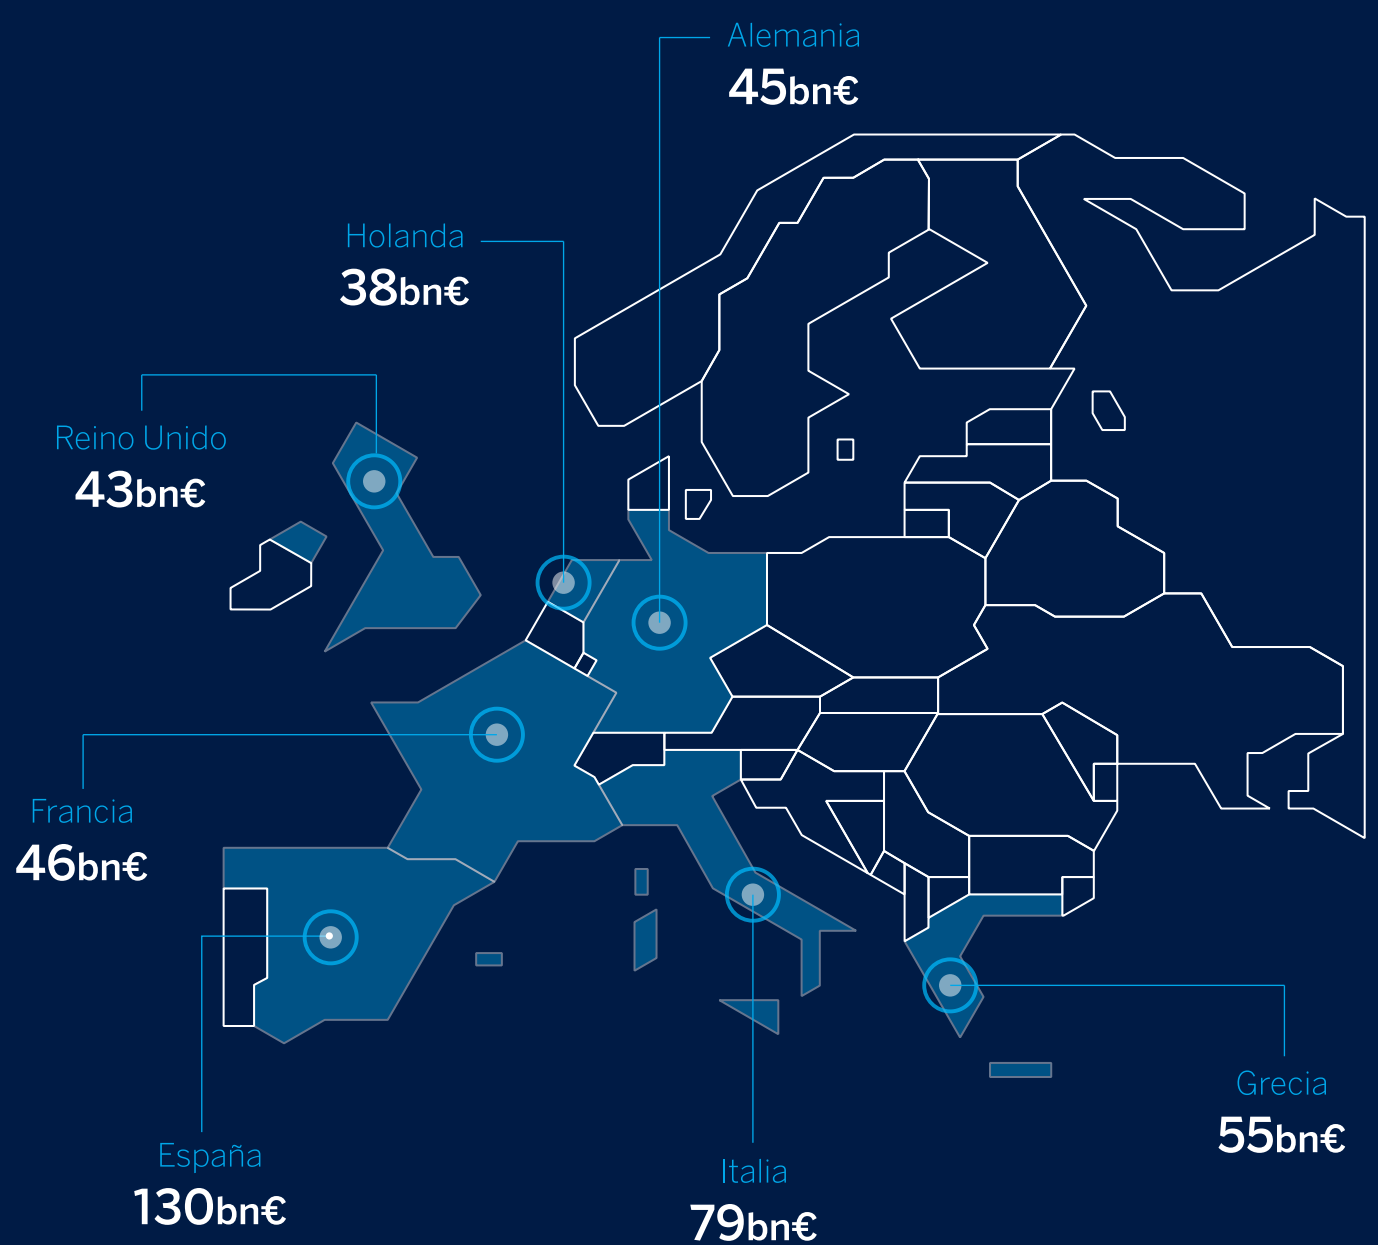 Alemania
45bn€
Holanda
38bn€
Reino Unido
43bn€
Francia
46bn€
España
130bn€
Italia
79bn€
Grecia
55bn€